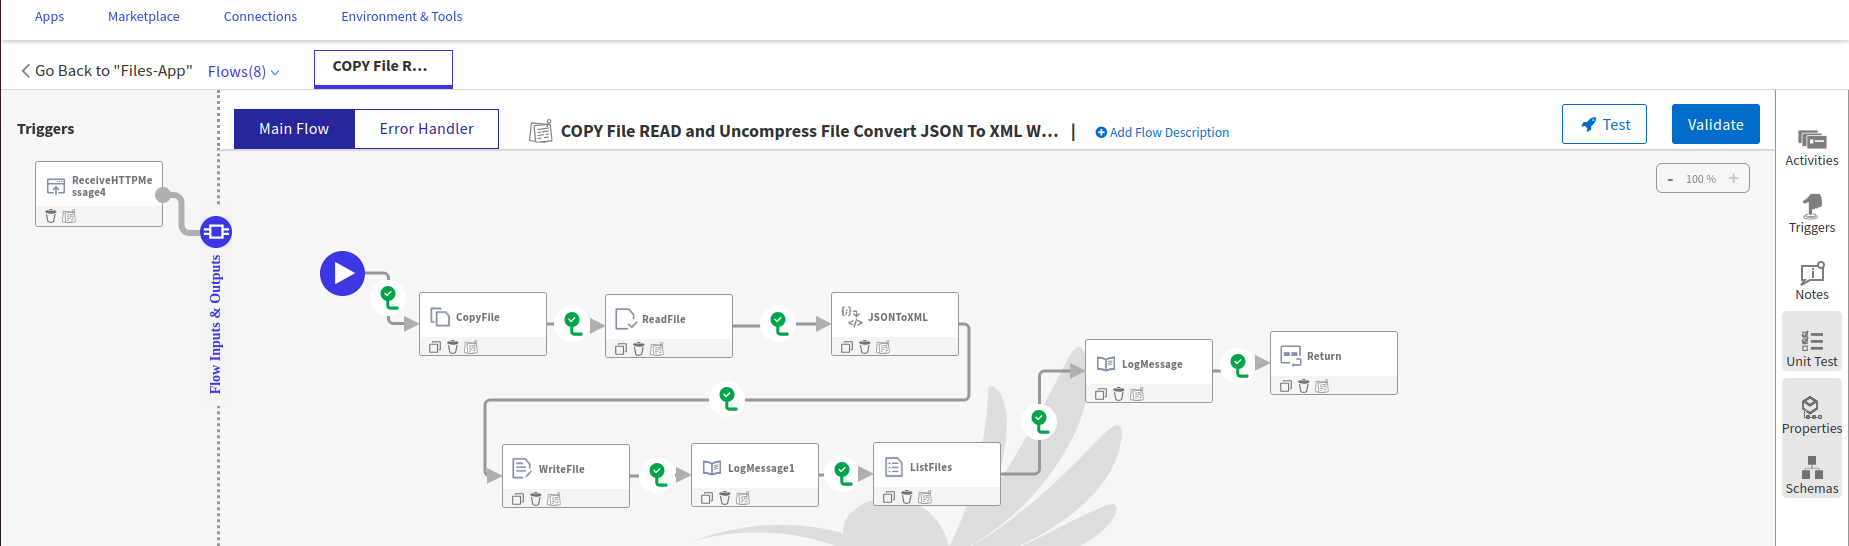 Apps Marketplace Connections Environment & Tools
Go Back to "Files-App" Flows(8) COPY File R...
Triggers
ReceiveHTTPMe
ssage4
Flow Inputs & Outputs
Main Flow Error Handler COPY File READ and Uncompress File Convert JSON To XML W... | Add Flow Description Test Validate
- 100 % +
CopyFile ReadFile JSONToXML
LogMessage Return
WriteFile LogMessage1 ListFiles
Activities
Triggers
Notes
Unit Test
Properties
Schemas